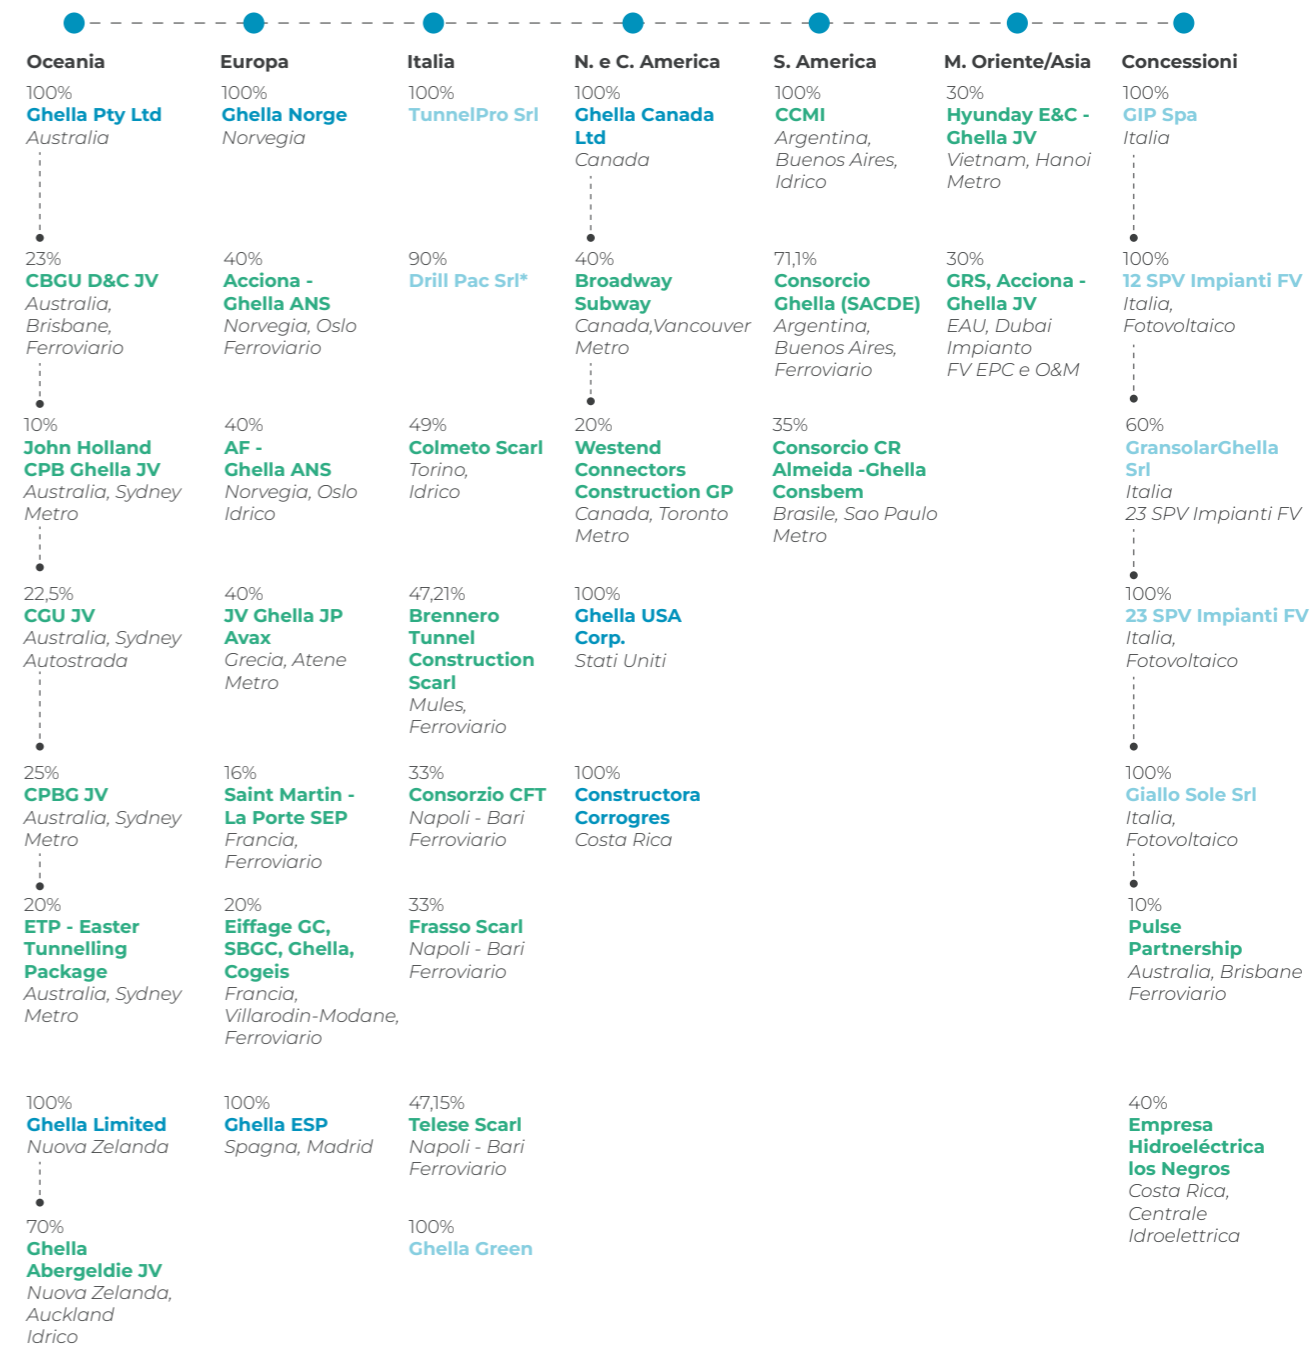 Oceania
100%
Ghella Pty Ltd
Australia
23%
CBGU D&C JV
Australia,
Brisbane,
Ferroviario
10%
John Holland
CPB Ghella JV
Australia, Sydney
Metro
22,5%
CGU JV
Australia, Sydney
Autostrada
25%
CPBG JV
Australia, Sydney
Metro
20%
ETP - Easter
Tunnelling
Package
Australia, Sydney
Metro
100%
Ghella Limited
Nuova Zelanda
70%
Ghella
Abergeldie JV
Nuova Zelanda,
Auckland
Idrico
Europa
100%
Ghella Norge
Norvegia
40%
Acciona -
Ghella ANS
Norvegia, Oslo
Ferroviario
40%
AF -
Ghella ANS
Norvegia, Oslo
Idrico
40%
JV Ghella JP
Avax
Grecia, Atene
Metro
16%
Saint Martin -
La Porte SEP
Francia,
Ferroviario
20%
Eiffage GC,
SBGC, Ghella,
Cogeis
Francia,
Villarodin-Modane,
Ferroviario
100%
Ghella ESP
Spagna, Madrid
Italia
100%
TunnelPro Srl
90%
Drill Pac Srl*
49%
Colmeto Scarl
Torino,
Idrico
47,21%
Brennero
Tunnel
Construction
Scarl
Mules,
Ferroviario
33%
Consorzio CFT
Napoli - Bari
Ferroviario
33%
Frasso Scarl
Napoli - Bari
Ferroviario
47,15%
Telese Scarl
Napoli - Bari
Ferroviario
100%
Ghella Green
N. e C. America
100%
Ghella Canada
Ltd
Canada
40%
Broadway
Subway
Canada,Vancouver
Metro
20%
Westend
Connectors
Construction GP
Canada, Toronto
Metro
100%
Ghella USA
Corp.
Stati Uniti
100%
Constructora
Corrogres
Costa Rica
S. America
100%
CCMI
Argentina,
Buenos Aires,
Idrico
71,1%
Consorcio
Ghella (SACDE)
Argentina,
Buenos Aires,
Ferroviario
35%
Consorcio CR
Almeida -Ghella
Consbem
Brasile, Sao Paulo
Metro
M. Oriente/Asia
30%
Hyunday E&C -
Ghella JV
Vietnam, Hanoi
Metro
30%
GRS, Acciona -
Ghella JV
EAU, Dubai
Impianto
FV EPC e O&M
Concessioni
100%
GIP Spa
Italia
100%
12 SPV Impianti FV
Italia,
Fotovoltaico
60%
GransolarGhella
Srl
Italia
23 SPV Impianti FV
100%
23 SPV Impianti FV
Italia,
Fotovoltaico
100%
Giallo Sole Srl
Italia,
Fotovoltaico
10%
Pulse
Partnership
Australia, Brisbane
Ferroviario
40%
Empresa
Hidroeléctrica
los Negros
Costa Rica,
Centrale
Idroelettrica